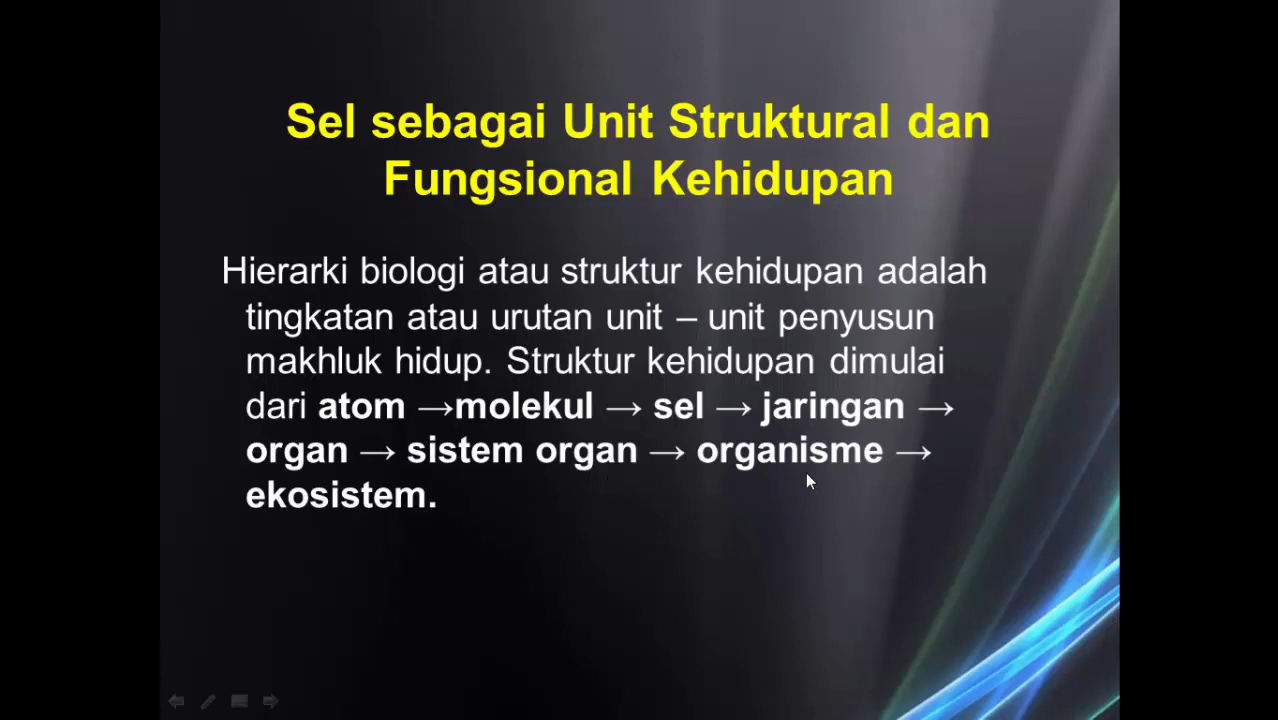 Sel sebagai Unit Struktural dan
Fungsional Kehidupan
Hierarki biologi atau struktur kehidupan adalah
tingkatan atau urutan unit – unit penyusun
makhluk hidup. Struktur kehidupan dimulai
dari atom →molekul → sel → jaringan →
organ → sistem organ → organisme →
ekosistem.